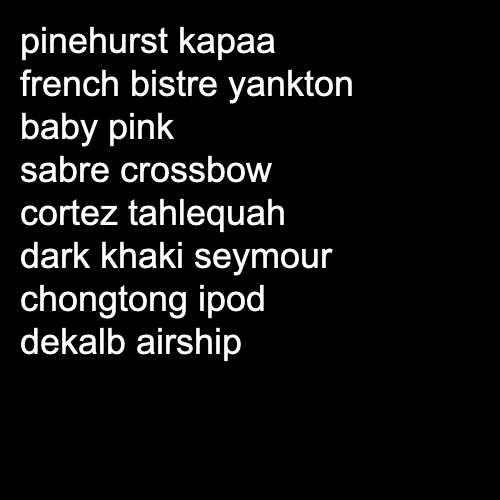 pinehurst kapaa
french bistre yankton
baby pink
sabre crossbow
cortez tahlequah
dark khaki seymour
chongtong ipod
dekalb airship